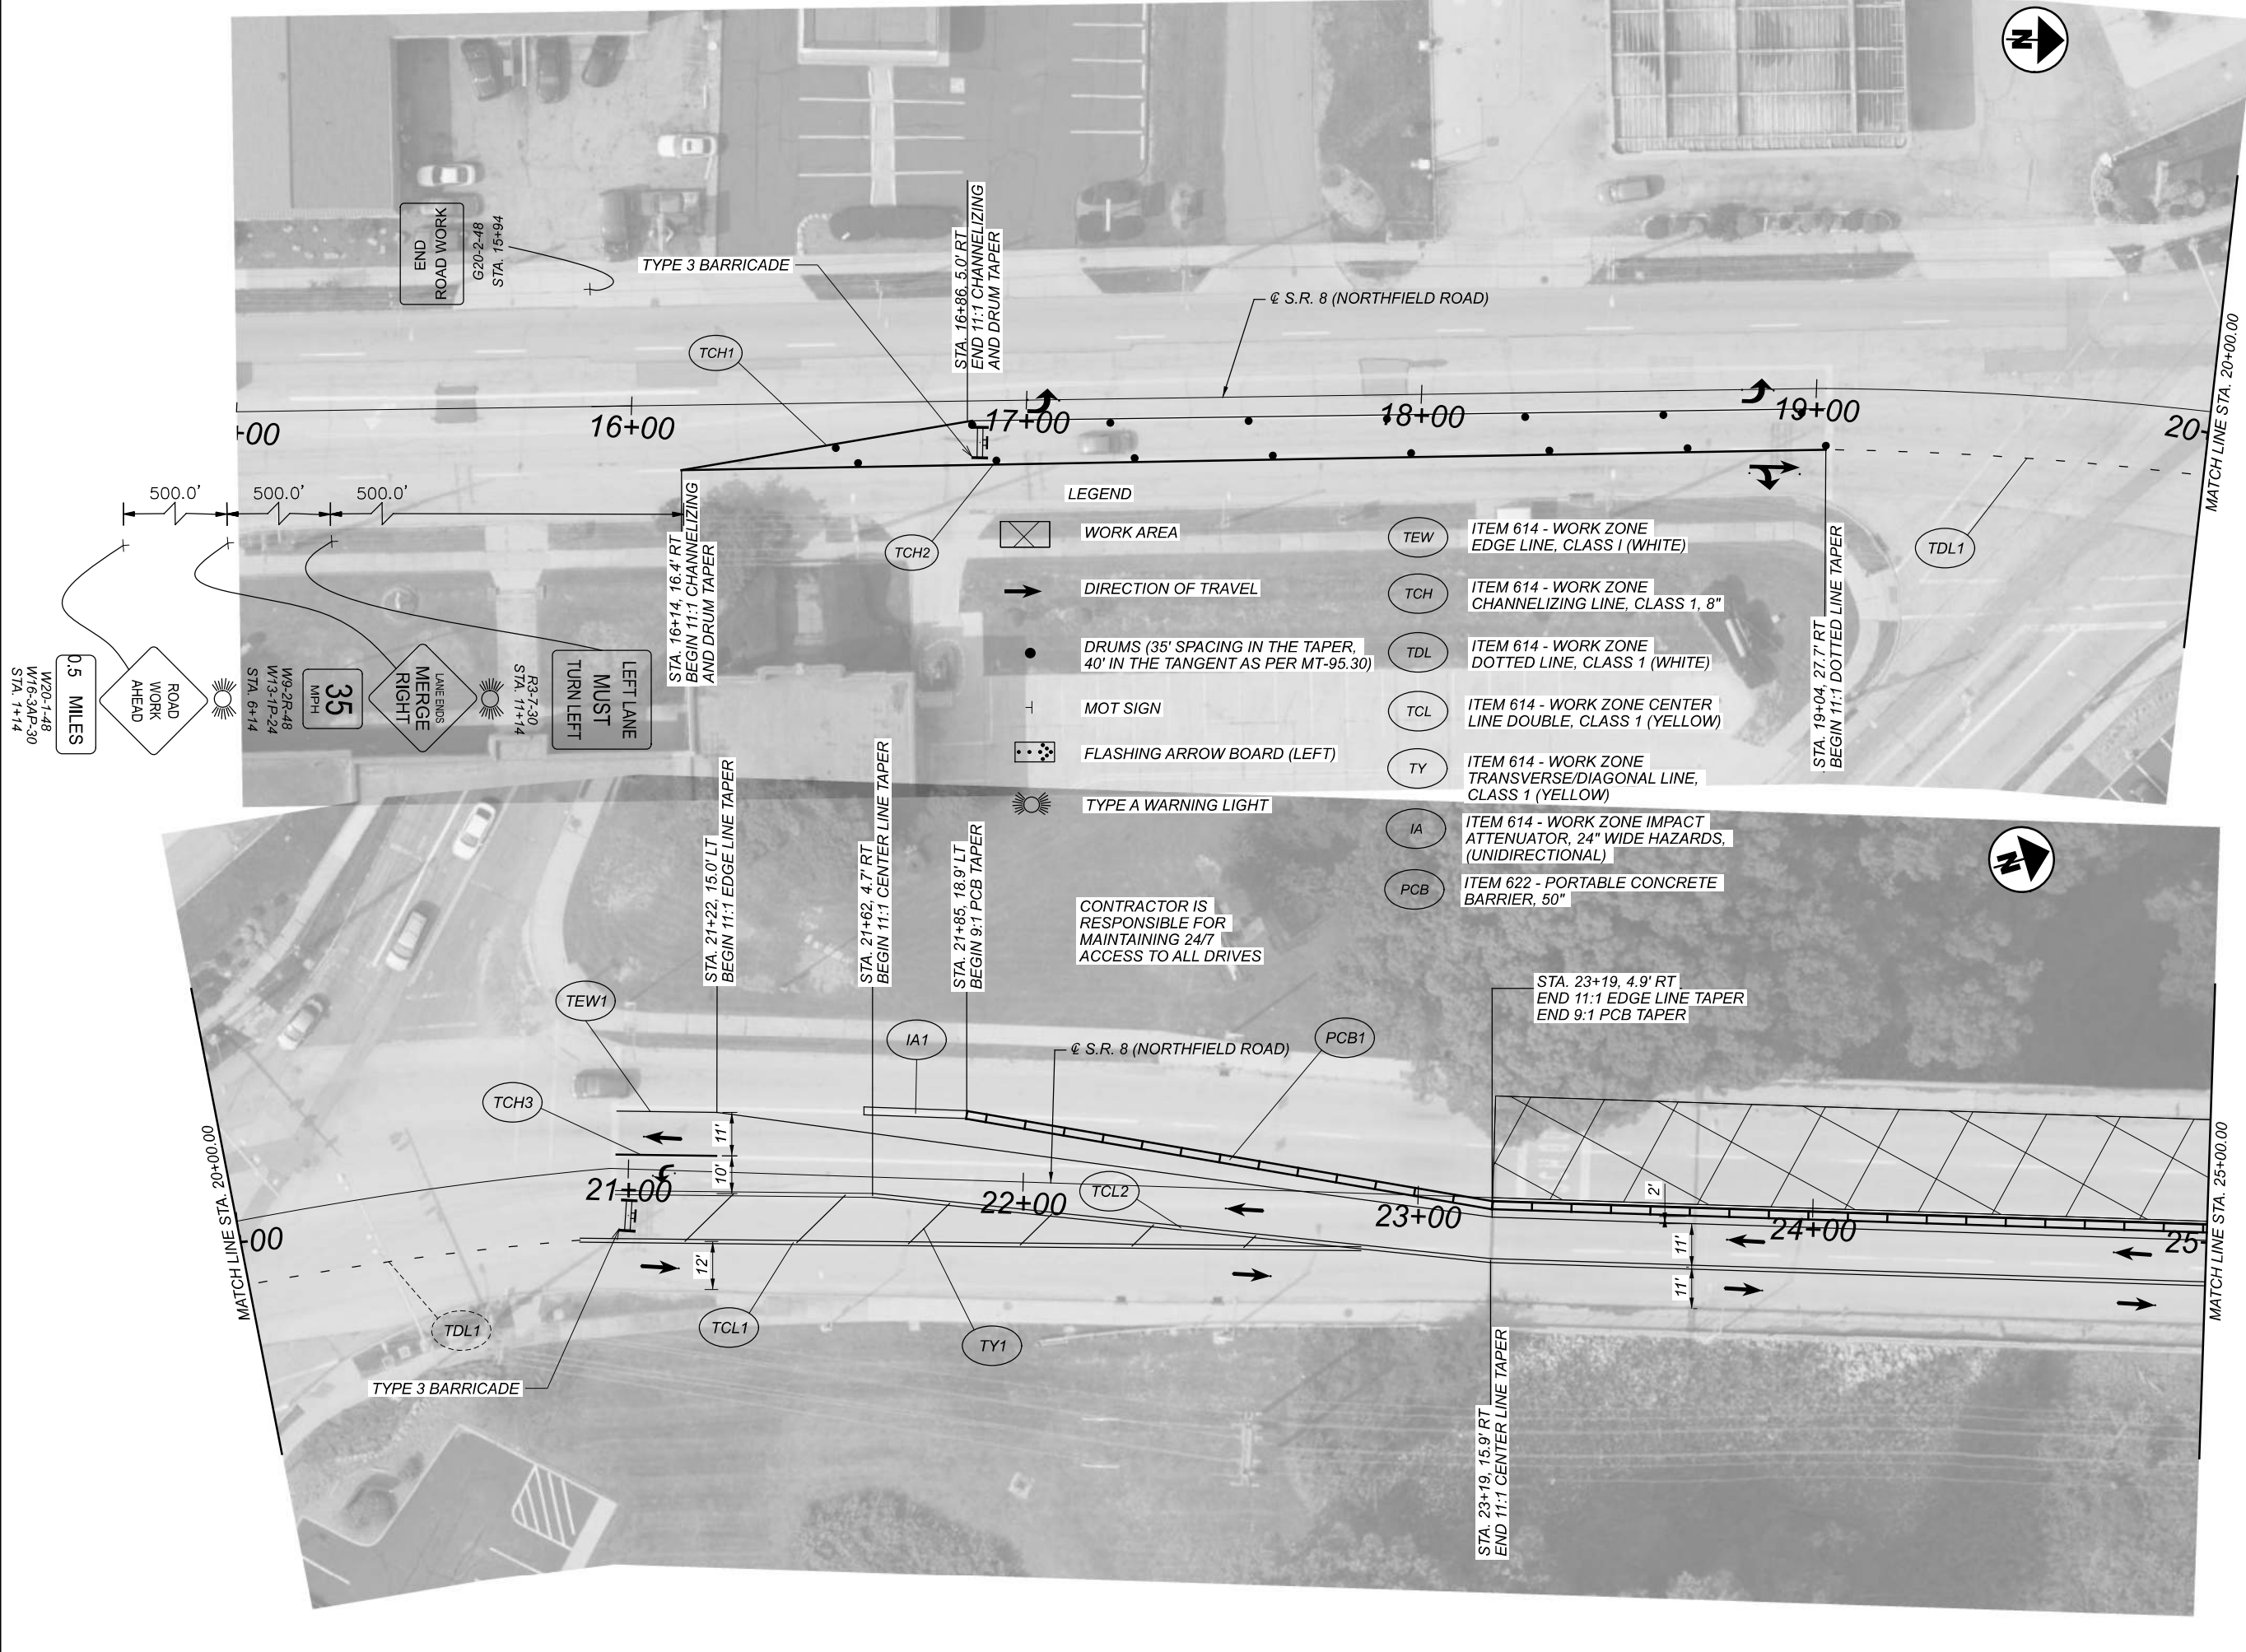 END
ROAD WORK
G20-2-48
STA. 15+94
TYPE 3 BARRICADE
STA. 16+86, 5.0' RT
END 11:1 CHANNELIZING
AND DRUM TAPER
℄ S.R. 8 (NORTHFIELD ROAD)
N
TCH1
+00
16+00
17+00
18+00
19+00
20-
MATCH LINE STA. 20+00.00
500.0'
500.0'
500.0'
TCH2
TDL1
STA. 16+14, 16.4' RT
BEGIN 11:1 CHANNELIZING
AND DRUM TAPER
STA. 19+04, 27.7' RT
BEGIN 11:1 DOTTED LINE TAPER
0.5 MILES
W20-1-48
W16-3AP-30
STA. 1+14
ROAD
WORK
AHEAD
35
MPH
W9-2R-48
W13-1P-24
STA. 6+14
LANE ENDS
MERGE
RIGHT
R3-7-30
STA. 11+14
LEFT LANE
MUST
TURN LEFT
LEGEND
WORK AREA
DIRECTION OF TRAVEL
DRUMS (35' SPACING IN THE TAPER,
40' IN THE TANGENT AS PER MT-95.30)
MOT SIGN
FLASHING ARROW BOARD (LEFT)
TYPE A WARNING LIGHT
TEW
ITEM 614 - WORK ZONE
EDGE LINE, CLASS I (WHITE)
TCH
ITEM 614 - WORK ZONE
CHANNELIZING LINE, CLASS 1, 8"
TDL
ITEM 614 - WORK ZONE
DOTTED LINE, CLASS 1 (WHITE)
TCL
ITEM 614 - WORK ZONE CENTER
LINE DOUBLE, CLASS 1 (YELLOW)
TY
ITEM 614 - WORK ZONE
TRANSVERSE/DIAGONAL LINE,
CLASS 1 (YELLOW)
IA
ITEM 614 - WORK ZONE IMPACT
ATTENUATOR, 24" WIDE HAZARDS,
(UNIDIRECTIONAL)
PCB
ITEM 622 - PORTABLE CONCRETE
BARRIER, 50"
CONTRACTOR IS
RESPONSIBLE FOR
MAINTAINING 24/7
ACCESS TO ALL DRIVES
N
STA. 21+22, 15.0' LT
BEGIN 11:1 EDGE LINE TAPER
STA. 21+62, 4.7' RT
BEGIN 11:1 CENTER LINE TAPER
STA. 21+85, 18.9' LT
BEGIN 9:1 PCB TAPER
STA. 23+19, 4.9' RT
END 11:1 EDGE LINE TAPER
END 9:1 PCB TAPER
TEW1
IA1
PCB1
℄ S.R. 8 (NORTHFIELD ROAD)
TCH3
11'
10'
12'
TCL2
2'
11'
11'
MATCH LINE STA. 20+00.00
-00
21+00
22+00
23+00
24+00
25-
MATCH LINE STA. 25+00.00
TDL1
TCL1
TY1
TYPE 3 BARRICADE
STA. 23+19, 15.9' RT
END 11:1 CENTER LINE TAPER